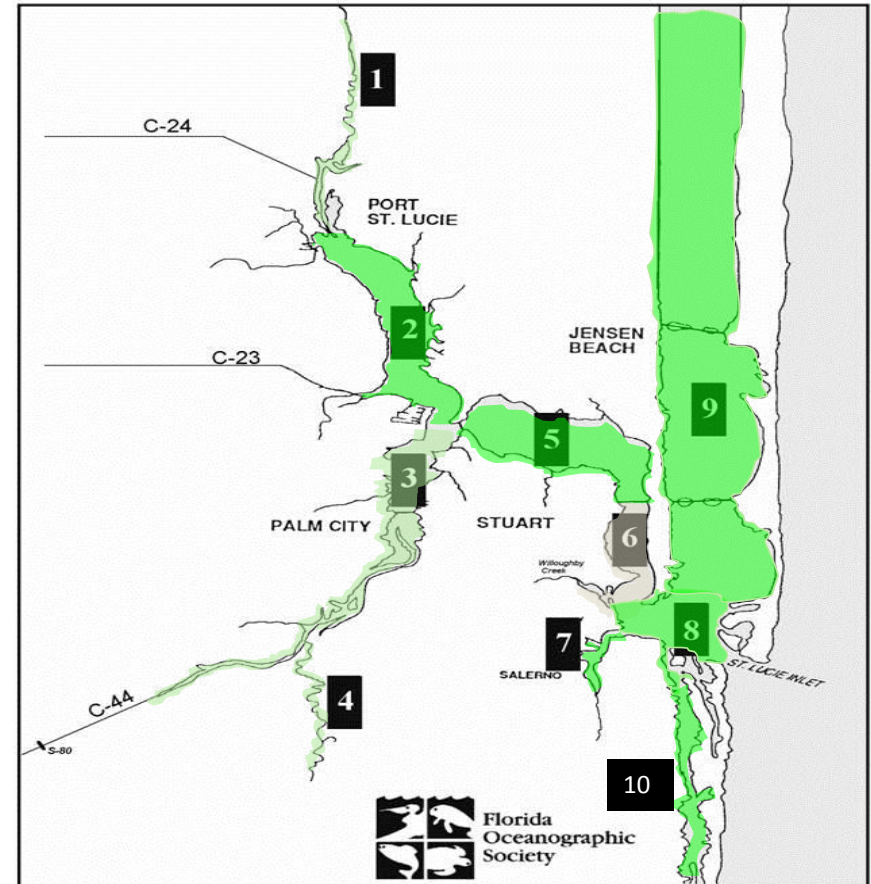 1
C-24
PORT
ST. LUCIE
2
JENSEN
BEACH
C-23
9
5
3
PALM CITY
STUART
6
Willoughby
Creek
7
8
SALERNO
ST. LUCIE INLET
C-44
4
S-80
10
Florida
Oceanographic
Society